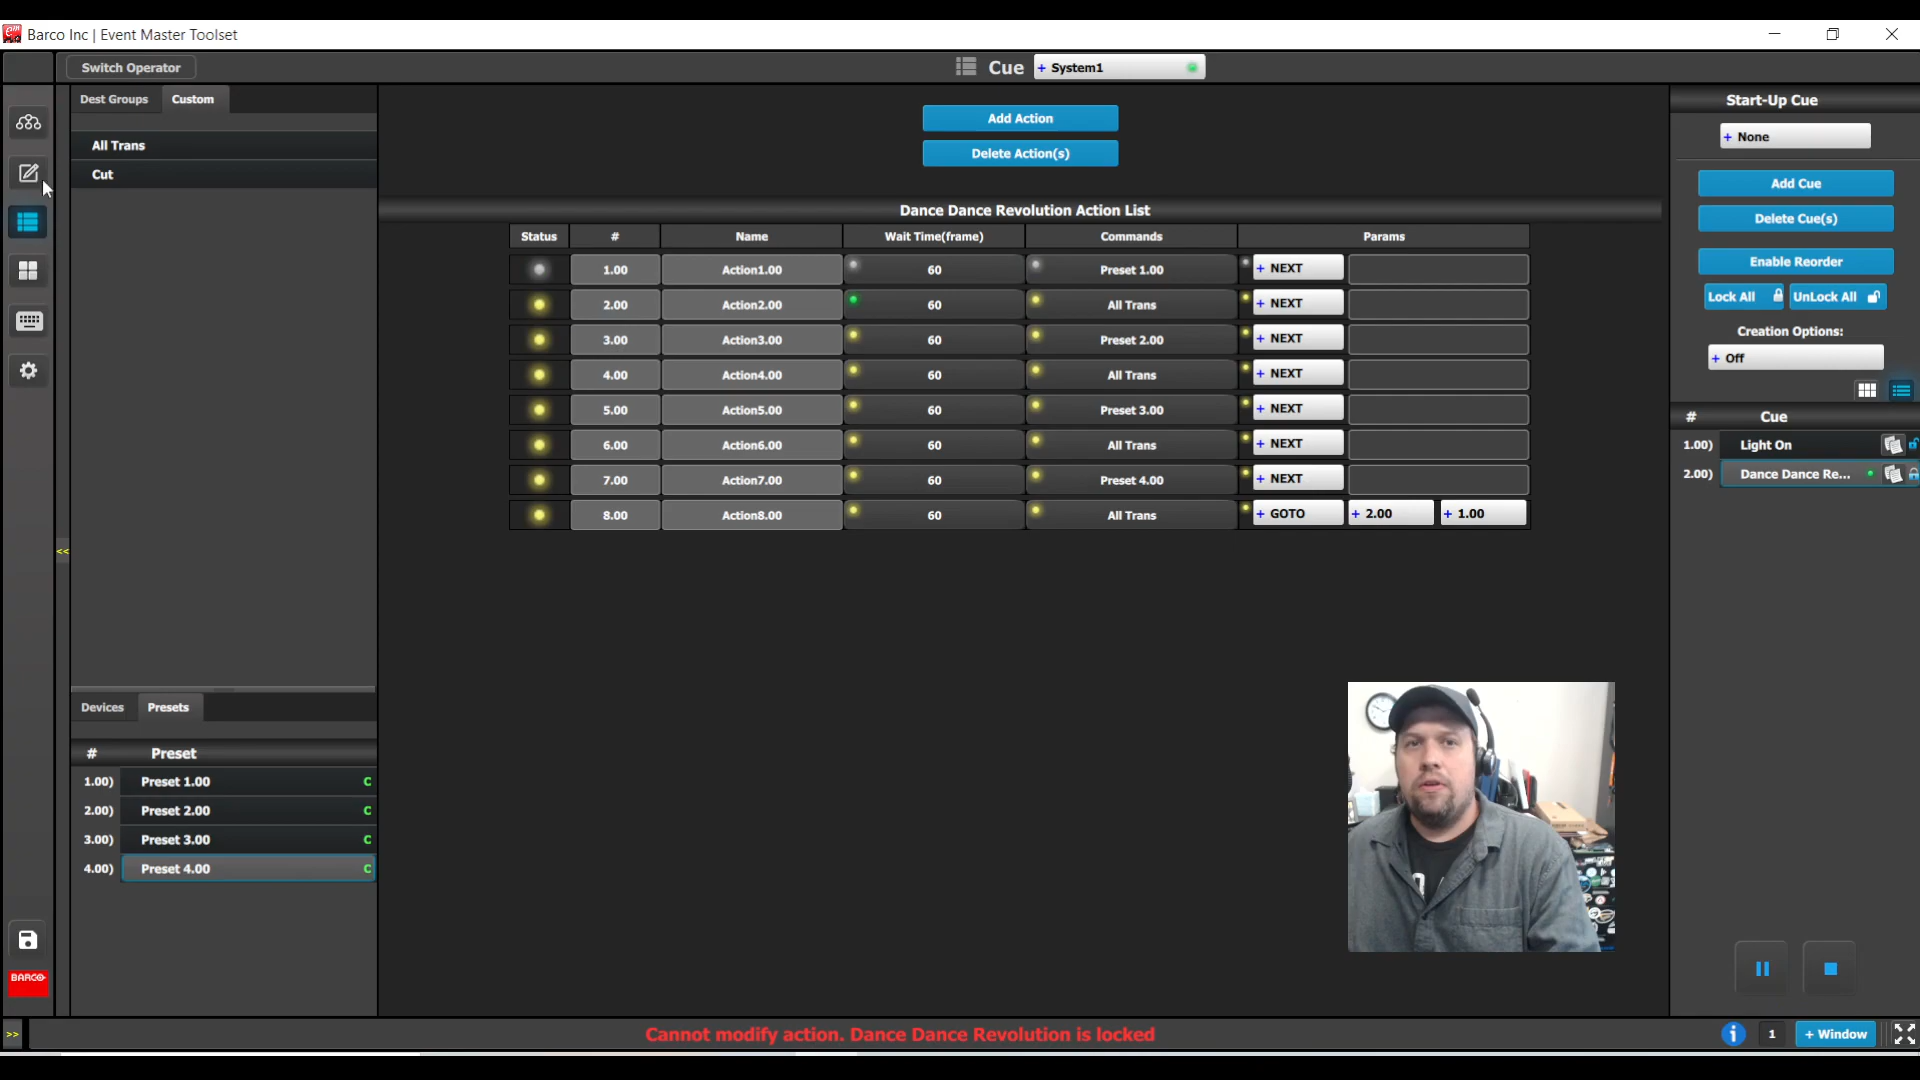 Barco Inc | Event Master Toolset
Switch Operator
Cue + System1
Dest Groups Custom
All Trans
Cut
Add Action
Delete Action(s)
Dance Dance Revolution Action List
Status # Name Wait Time(frame) Commands Params
1.00 Action1.00 60 Preset 1.00 + NEXT
2.00 Action2.00 60 All Trans + NEXT
3.00 Action3.00 60 Preset 2.00 + NEXT
4.00 Action4.00 60 All Trans + NEXT
5.00 Action5.00 60 Preset 3.00 + NEXT
6.00 Action6.00 60 All Trans + NEXT
7.00 Action7.00 60 Preset 4.00 + NEXT
8.00 Action8.00 60 All Trans + GOTO + 2.00 + 1.00
Start-Up Cue
+ None
Add Cue
Delete Cue(s)
Enable Reorder
Lock All UnLock All
Creation Options:
+ Off
# Cue
1.00) Light On
2.00) Dance Dance Re...
<<
Devices Presets
# Preset
1.00) Preset 1.00 C
2.00) Preset 2.00 C
3.00) Preset 3.00 C
4.00) Preset 4.00 C
BARCO
>>
Cannot modify action. Dance Dance Revolution is locked
i 1 + Window